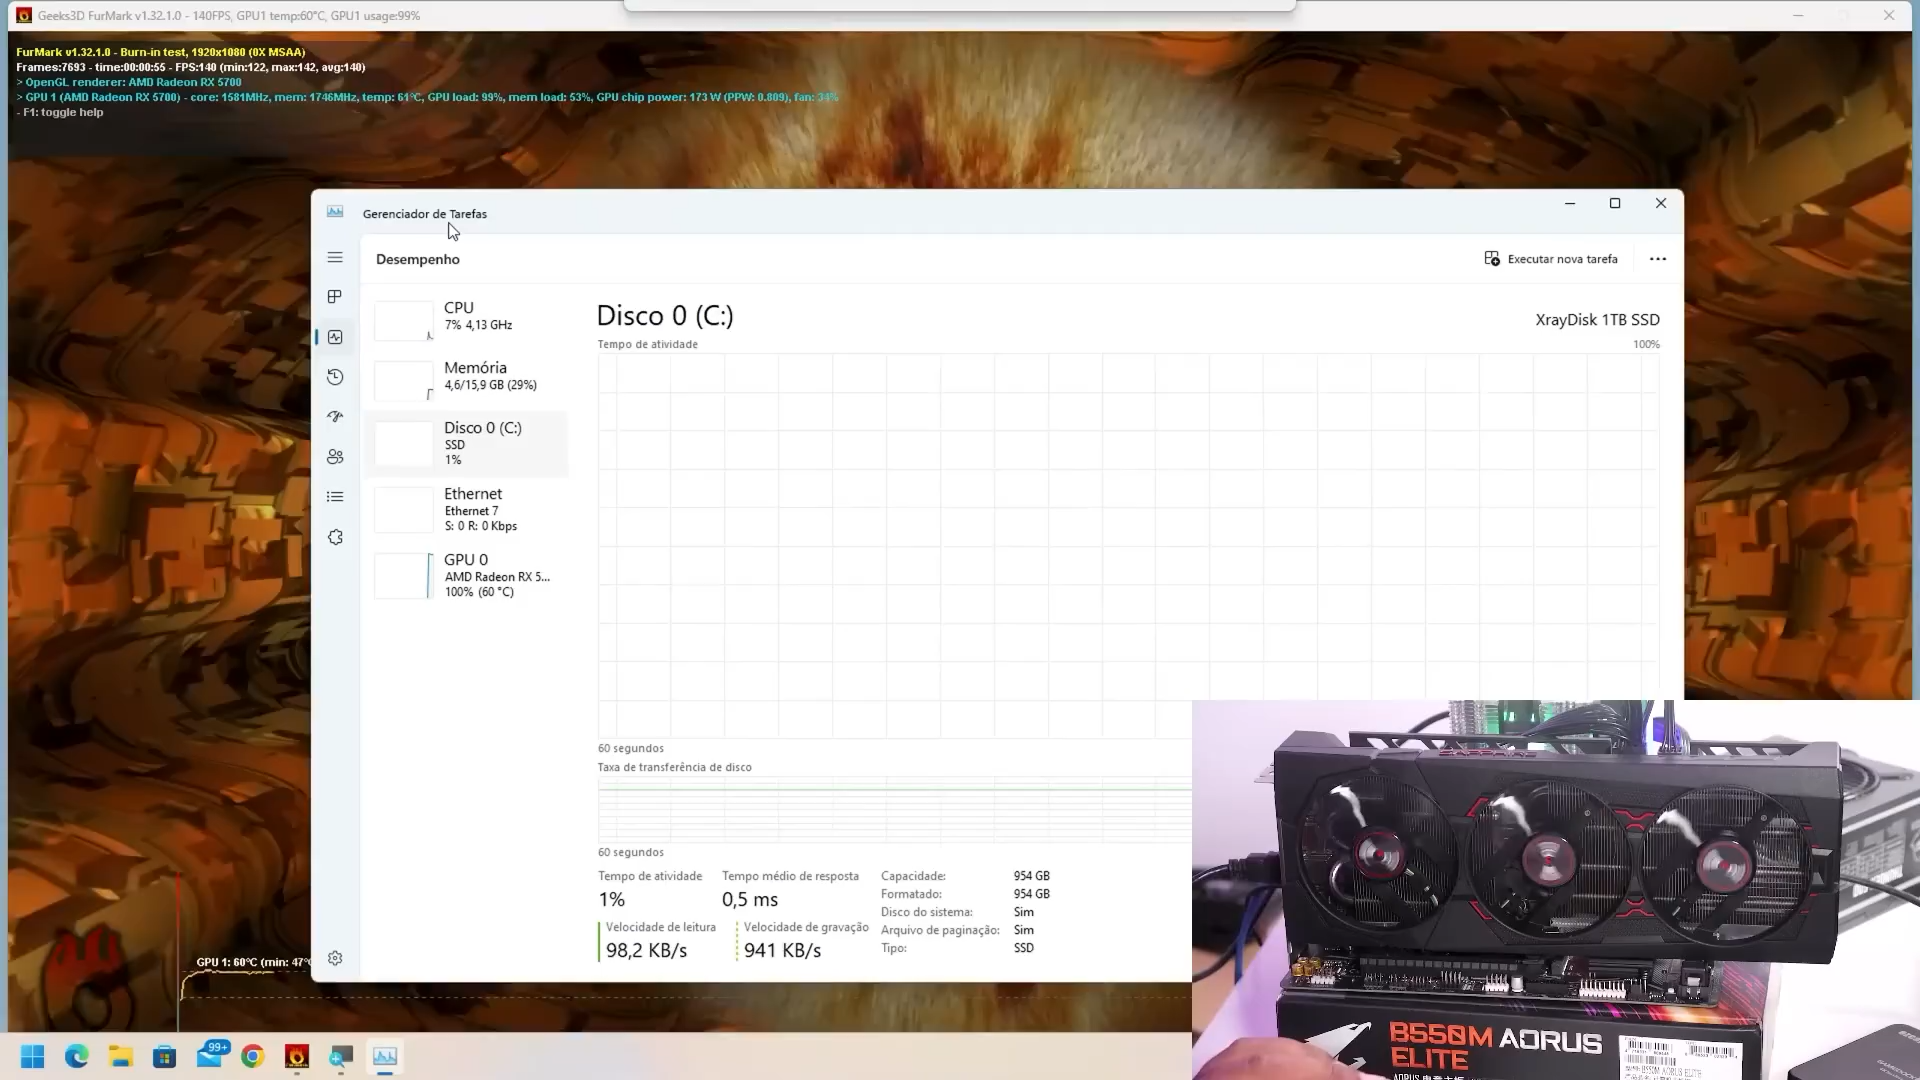 Geeks3D FurMark v1.32.1.0 - 140FPS, GPU1 temp:60°C, GPU1 usage:99%
FurMark v1.32.1.0 - Burn-in test, 1920x1080 (0X MSAA)
Frames:7693 - time:00:00:55 - FPS:140 (min:122, max:142, avg:140)
> OpenGL renderer: AMD Radeon RX 5700
> GPU 1 (AMD Radeon RX 5700) - core: 1581MHz, mem: 1746MHz, temp: 61°C, GPU load: 99%, mem load: 53%, GPU chip power: 173 W (PPW: 0.809), fan: 34%
- F1: toggle help
Gerenciador de Tarefas
Desempenho
Executar nova tarefa
CPU
7% 4,13 GHz
Memória
4,6/15,9 GB (29%)
Disco 0 (C:)
SSD
1%
Ethernet
Ethernet 7
S: 0 R: 0 Kbps
GPU 0
AMD Radeon RX 5...
100% (60 °C)
Disco 0 (C:)
XrayDisk 1TB SSD
Tempo de atividade
100%
60 segundos
Taxa de transferência de disco
60 segundos
Tempo de atividade
1%
Tempo médio de resposta
0,5 ms
Velocidade de leitura
98,2 KB/s
Velocidade de gravação
941 KB/s
Capacidade: 954 GB
Formatado: 954 GB
Disco do sistema: Sim
Arquivo de paginação: Sim
Tipo: SSD
GPU 1: 60°C (min: 47°
99+
B550M AORUS
ELITE